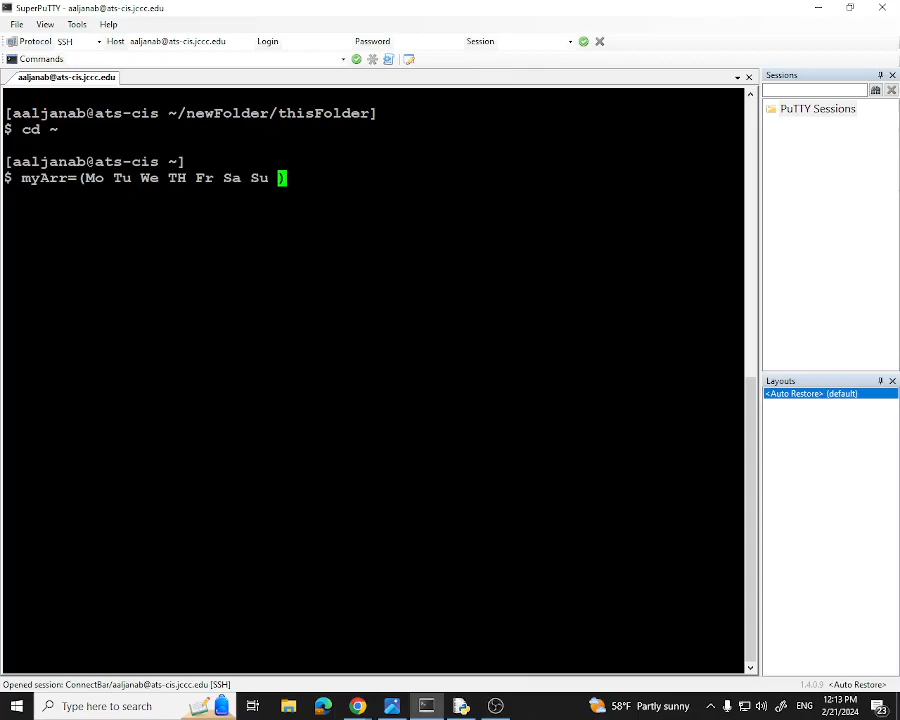 SuperPuTTY - aaljanab@ats-cis.jccc.edu
File View Tools Help
Protocol SSH Host aaljanab@ats-cis.jccc.edu Login Password Session
Commands
aaljanab@ats-cis.jccc.edu
Sessions
PuTTY Sessions
[aaljanab@ats-cis ~/newFolder/thisFolder]
$ cd ~
[aaljanab@ats-cis ~]
$ myArr=(Mo Tu We TH Fr Sa Su )
Layouts
<Auto Restore> (default)
Opened session: ConnectBar/aaljanab@ats-cis.jccc.edu [SSH]
1.4.0.9 <Auto Restore>
Type here to search
58°F Partly sunny
ENG
12:13 PM
2/21/2024
23